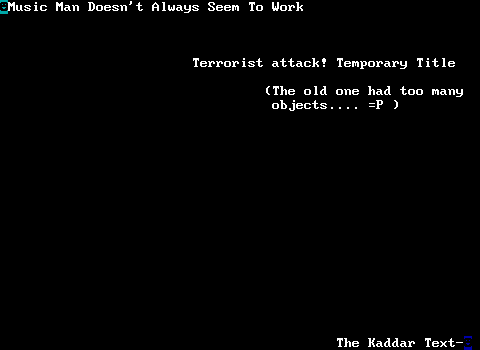 Music Man Doesn't Always Seem To Work
Terrorist attack! Temporary Title
(The old one had too many
objects.... =P )
The Kaddar Text-Σ